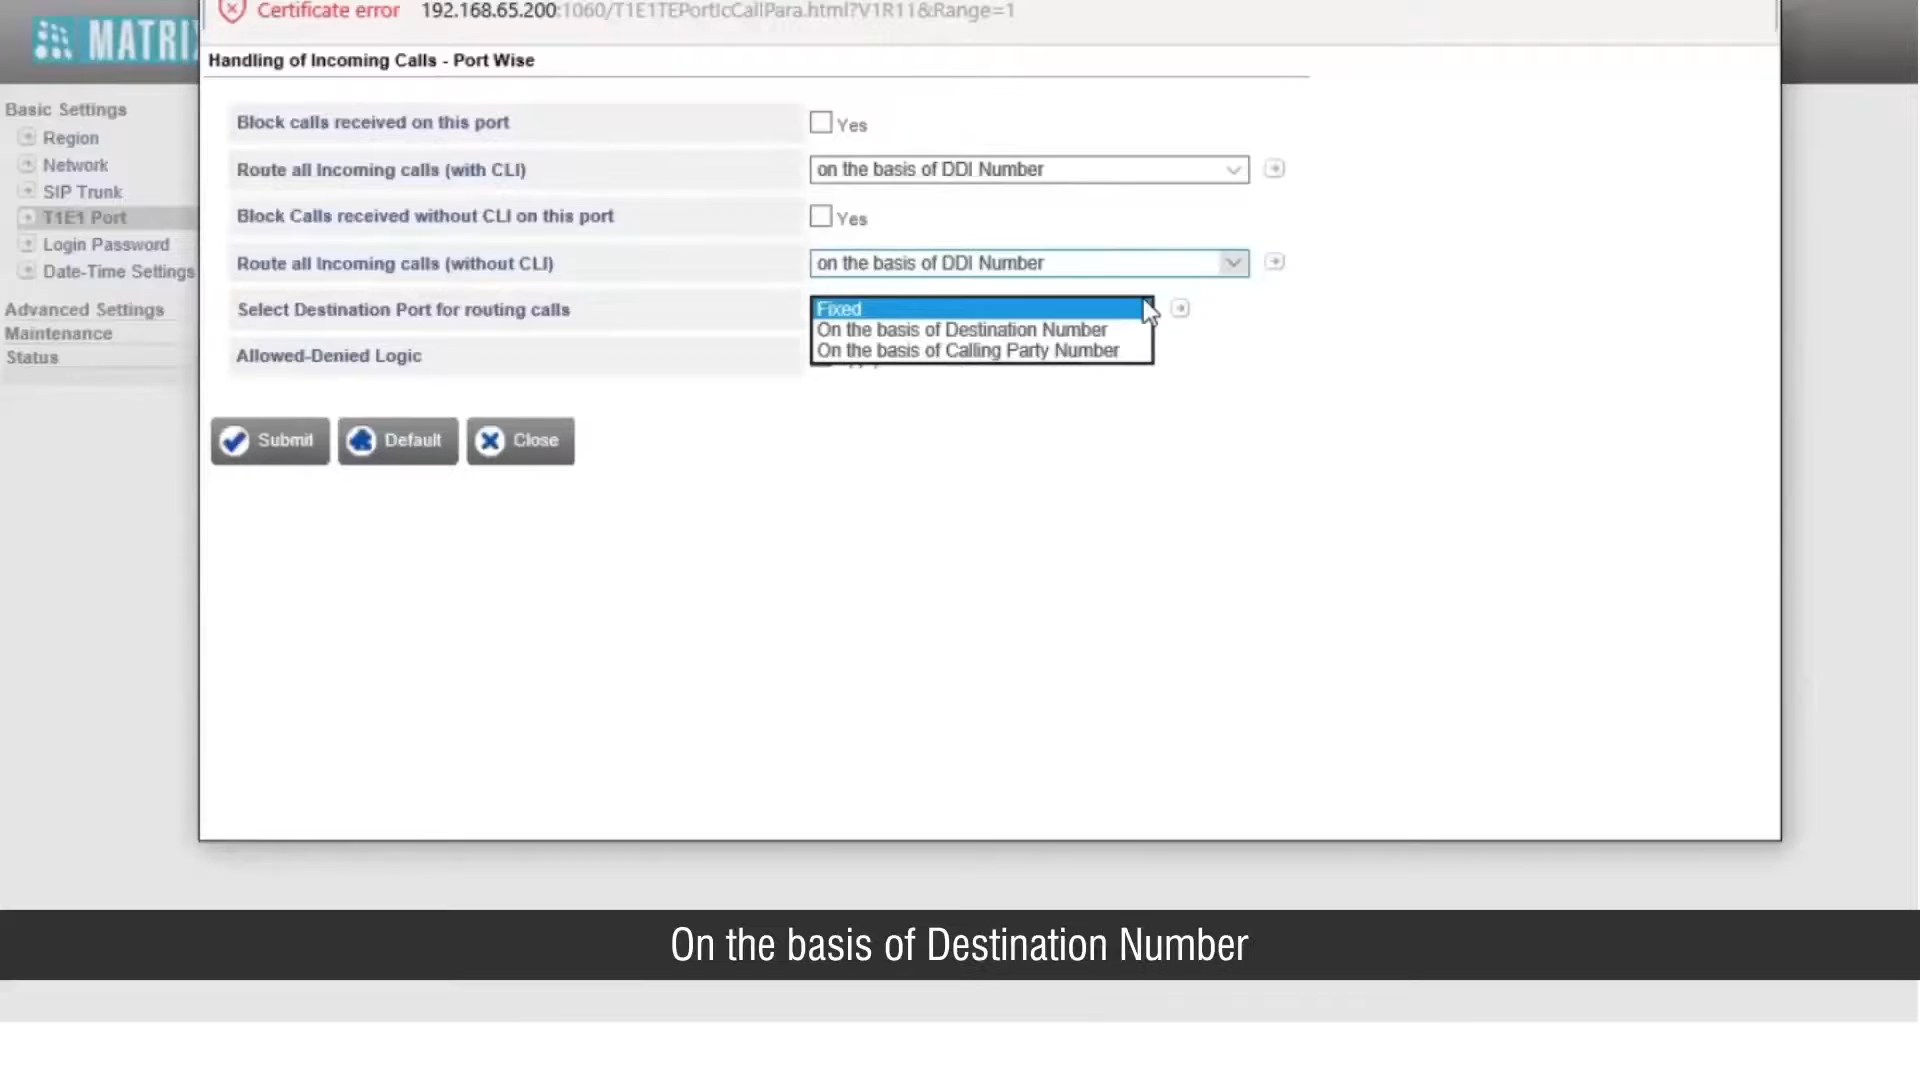 MATRIX
Certificate error 192.168.65.200:1060/T1E1TEPortIcCallPara.html?V1R11&Range=1
Handling of Incoming Calls - Port Wise
Basic Settings
Region
Network
SIP Trunk
T1E1 Port
Login Password
Date-Time Settings
Advanced Settings
Maintenance
Status
Block calls received on this port
Yes
Route all Incoming calls (with CLI)
on the basis of DDI Number
Block Calls received without CLI on this port
Yes
Route all Incoming calls (without CLI)
on the basis of DDI Number
Select Destination Port for routing calls
Fixed
On the basis of Destination Number
On the basis of Calling Party Number
Allowed-Denied Logic
Submit
Default
Close
On the basis of Destination Number